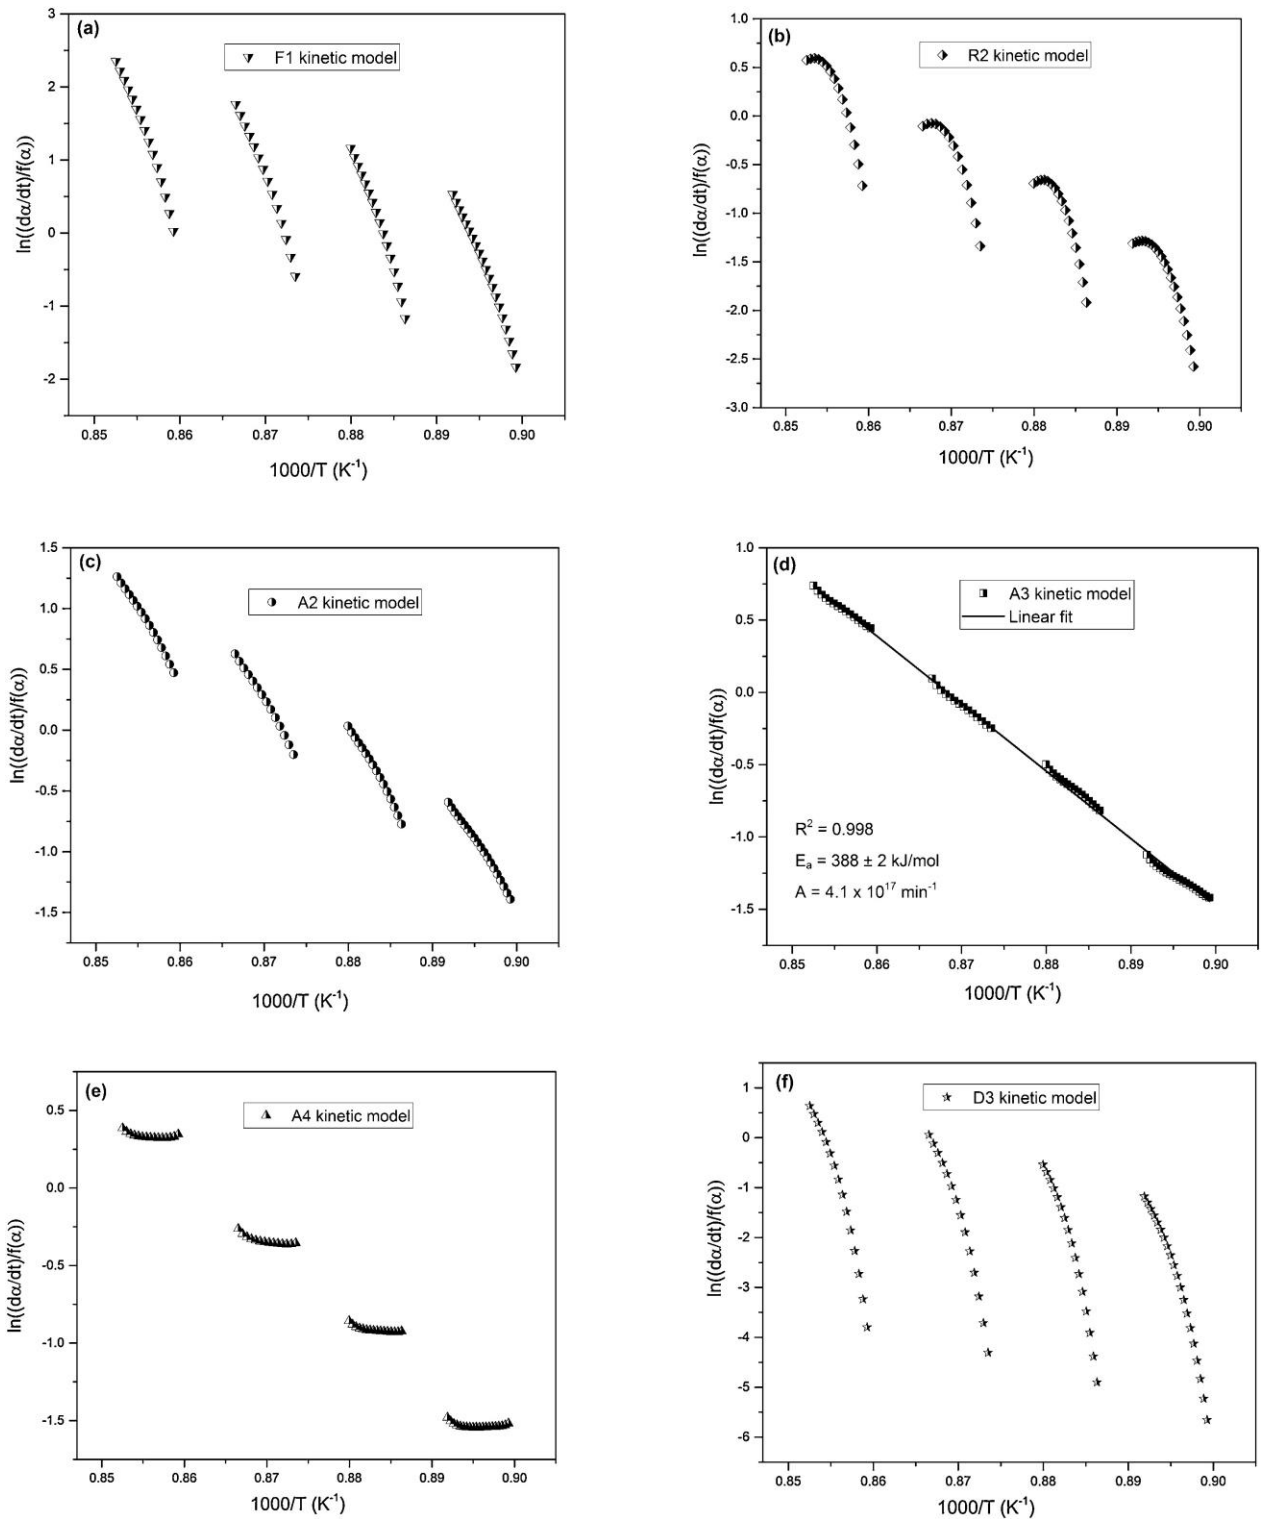 (a)
F1 kinetic model
3
2
1
0
-1
-2
ln((dα/dt)/f(α))
0.85 0.86 0.87 0.88 0.89 0.90
1000/T (K⁻¹)
(b)
R2 kinetic model
1.0
0.5
0.0
-0.5
-1.0
-1.5
-2.0
-2.5
-3.0
ln((dα/dt)/f(α))
0.85 0.86 0.87 0.88 0.89 0.90
1000/T (K⁻¹)
(c)
A2 kinetic model
1.5
1.0
0.5
0.0
-0.5
-1.0
-1.5
ln((dα/dt)/f(α))
0.85 0.86 0.87 0.88 0.89 0.90
1000/T (K⁻¹)
(d)
A3 kinetic model
Linear fit
1.0
0.5
0.0
-0.5
-1.0
-1.5
ln((dα/dt)/f(α))
R² = 0.998
Eₐ = 388 ± 2 kJ/mol
A = 4.1 x 10¹⁷ min⁻¹
0.85 0.86 0.87 0.88 0.89 0.90
1000/T (K⁻¹)
(e)
A4 kinetic model
0.5
0.0
-0.5
-1.0
-1.5
ln((dα/dt)/f(α))
0.85 0.86 0.87 0.88 0.89 0.90
1000/T (K⁻¹)
(f)
D3 kinetic model
1
0
-1
-2
-3
-4
-5
-6
ln((dα/dt)/f(α))
0.85 0.86 0.87 0.88 0.89 0.90
1000/T (K⁻¹)